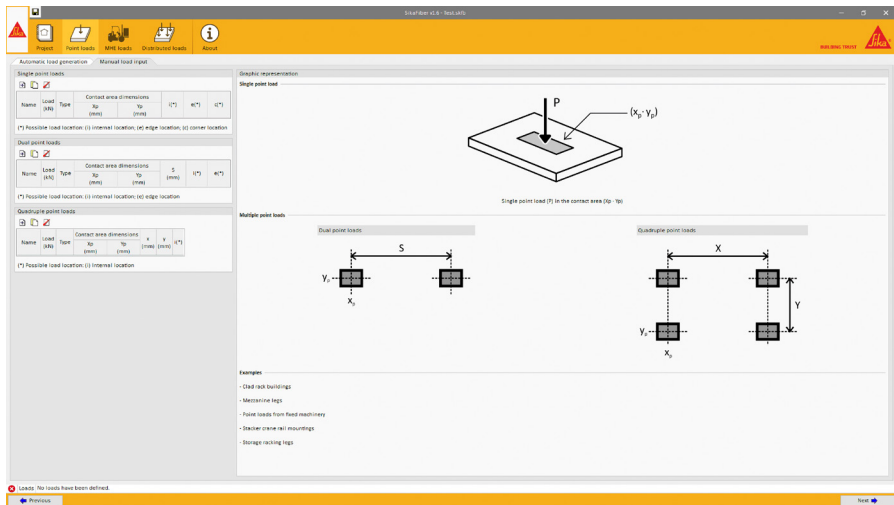 SikaFiber v1.6 - Test.skfb
Sika
Project
Point loads
MHE loads
Distributed loads
About
BUILDING TRUST
Sika
Automatic load generation
Manual load input
Single point loads
Name Load (kN) Type Contact area dimensions Xp (mm) Yp (mm) i(*) e(*) c(*)
(*) Possible load location: (i) internal location; (e) edge location; (c) corner location
Dual point loads
Name Load (kN) Type Contact area dimensions Xp (mm) Yp (mm) S (mm) i(*) e(*)
(*) Possible load location: (i) internal location; (e) edge location
Quadruple point loads
Name Load (kN) Type Contact area dimensions Xp (mm) Yp (mm) x (mm) y (mm) i(*)
(*) Possible load location: (i) internal location
Graphic representation
Single point load
P
(xp · yp)
Single point load (P) in the contact area (Xp · Yp)
Multiple point loads
Dual point loads
S
yp
xp
Quadruple point loads
X
Y
yp
xp
Examples
- Clad rack buildings
- Mezzanine legs
- Point loads from fixed machinery
- Stacker crane rail mountings
- Storage racking legs
Loads: No loads have been defined.
Previous
Next